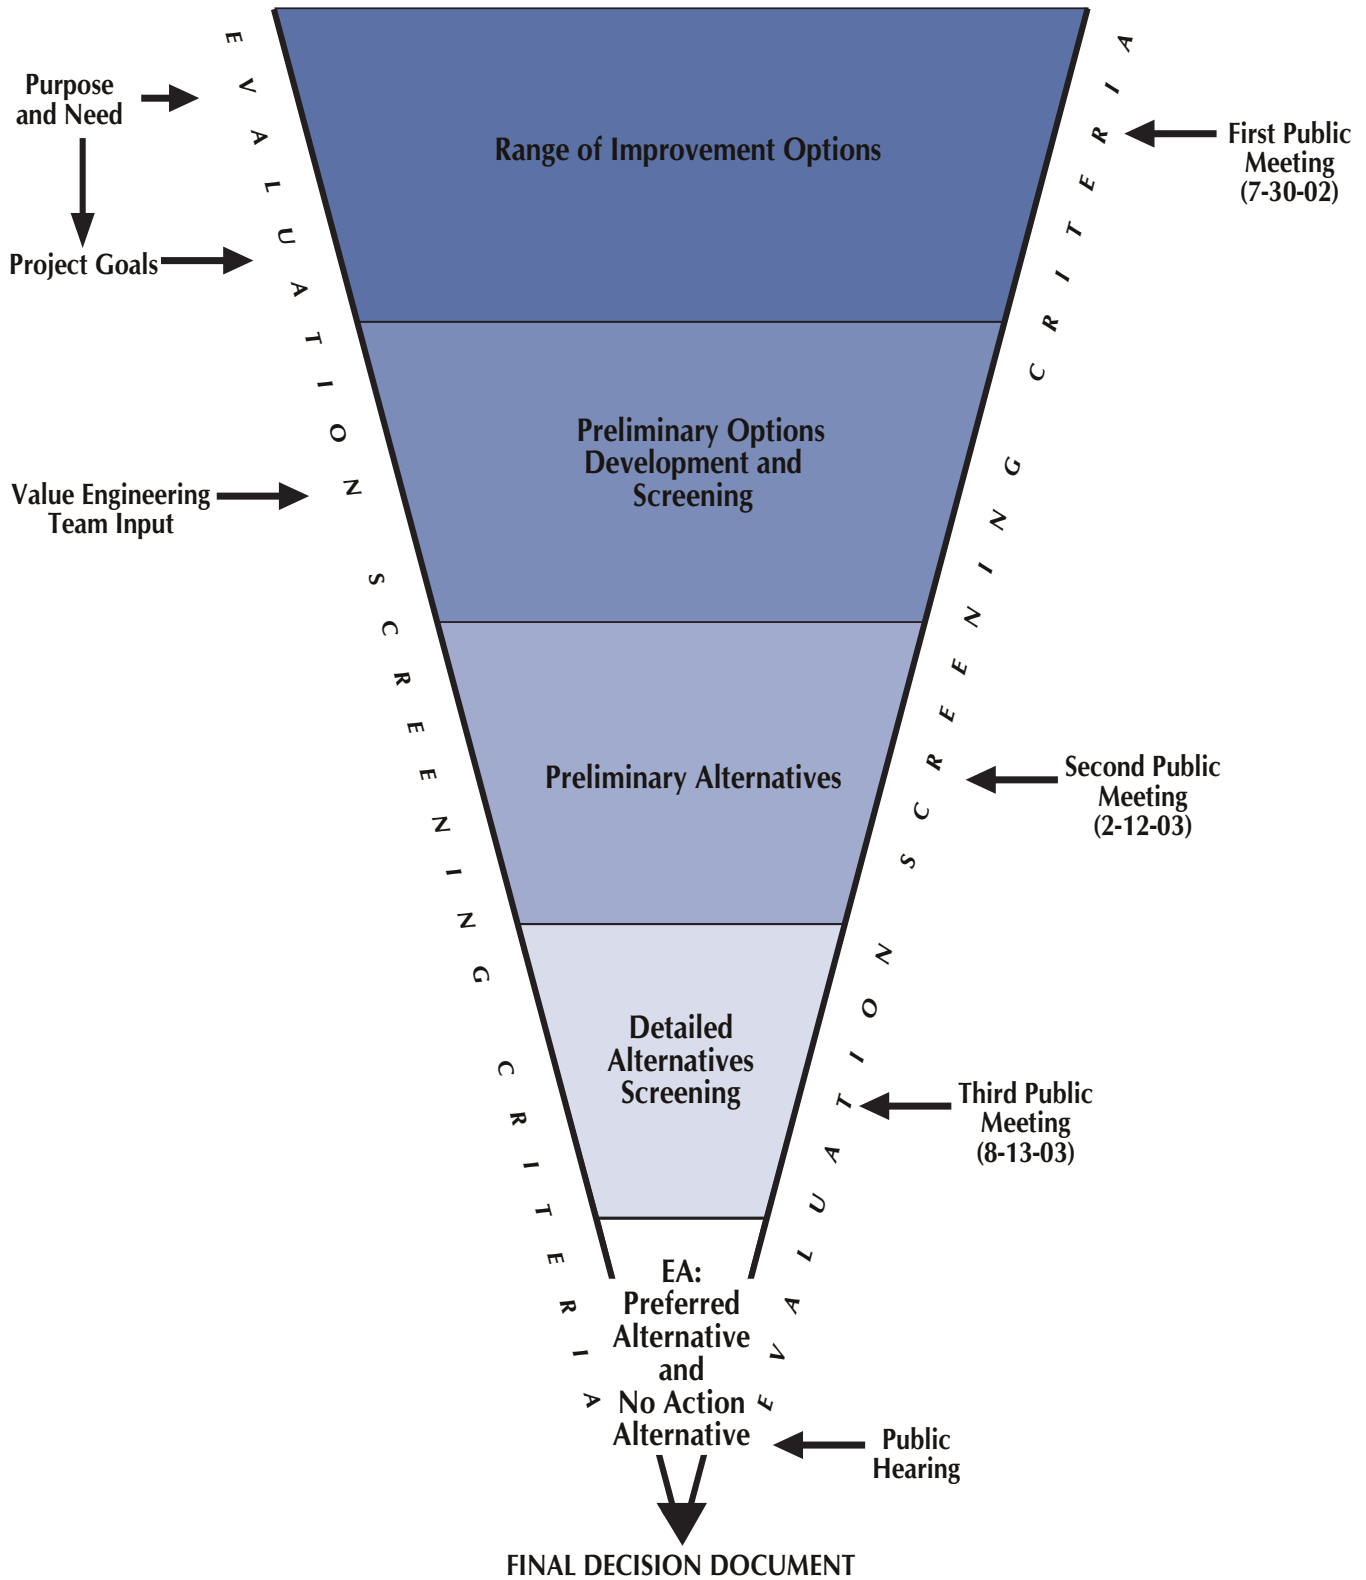 EVALUATION SCREENING CRITERIA
Purpose
and Need
Project Goals
Value Engineering
Team Input
Range of Improvement Options
Preliminary Options
Development and
Screening
Preliminary Alternatives
Detailed
Alternatives
Screening
EA:
Preferred
Alternative
and
No Action
Alternative
EVALUATION SCREENING CRITERIA
First Public
Meeting
(7-30-02)
Second Public
Meeting
(2-12-03)
Third Public
Meeting
(8-13-03)
Public
Hearing
FINAL DECISION DOCUMENT